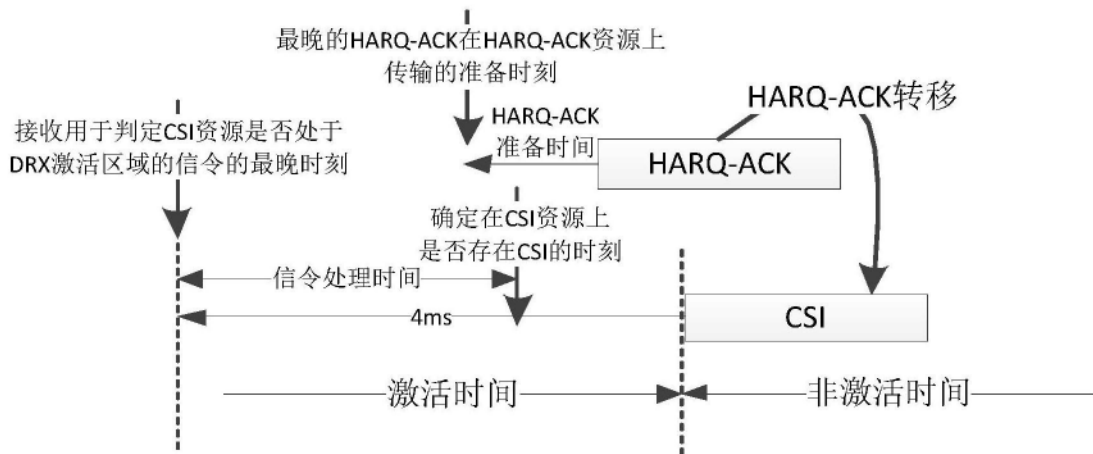 最晚的HARQ-ACK在HARQ-ACK资源上
传输的准备时刻
HARQ-ACK转移
接收用于判定CSI资源是否处于
DRX激活区域的信令的最晚时刻
HARQ-ACK
准备时间
HARQ-ACK
确定在CSI资源上
是否存在CSI的时刻
信令处理时间
4ms
CSI
激活时间
非激活时间